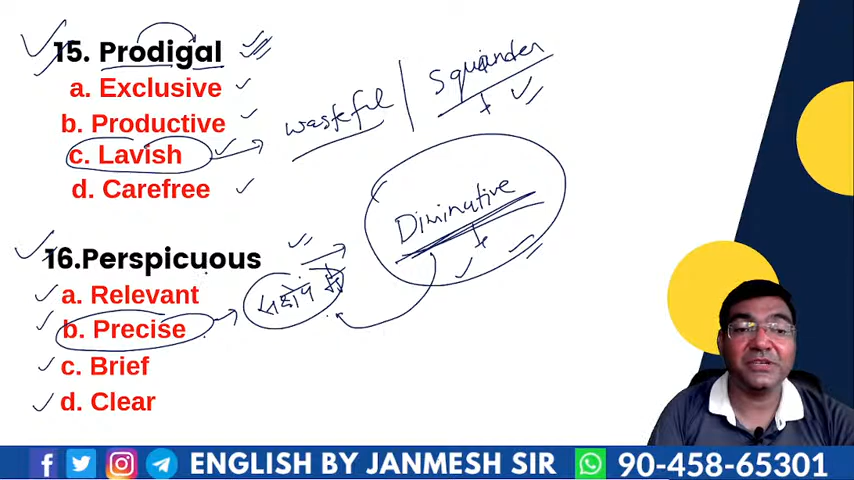 15. Prodigal
a. Exclusive
b. Productive
c. Lavish
d. Carefree
wasteful
Squander
Diminutive
16.Perspicuous
a. Relevant
b. Precise
c. Brief
d. Clear
संक्षेप में
ENGLISH BY JANMESH SIR 90-458-65301